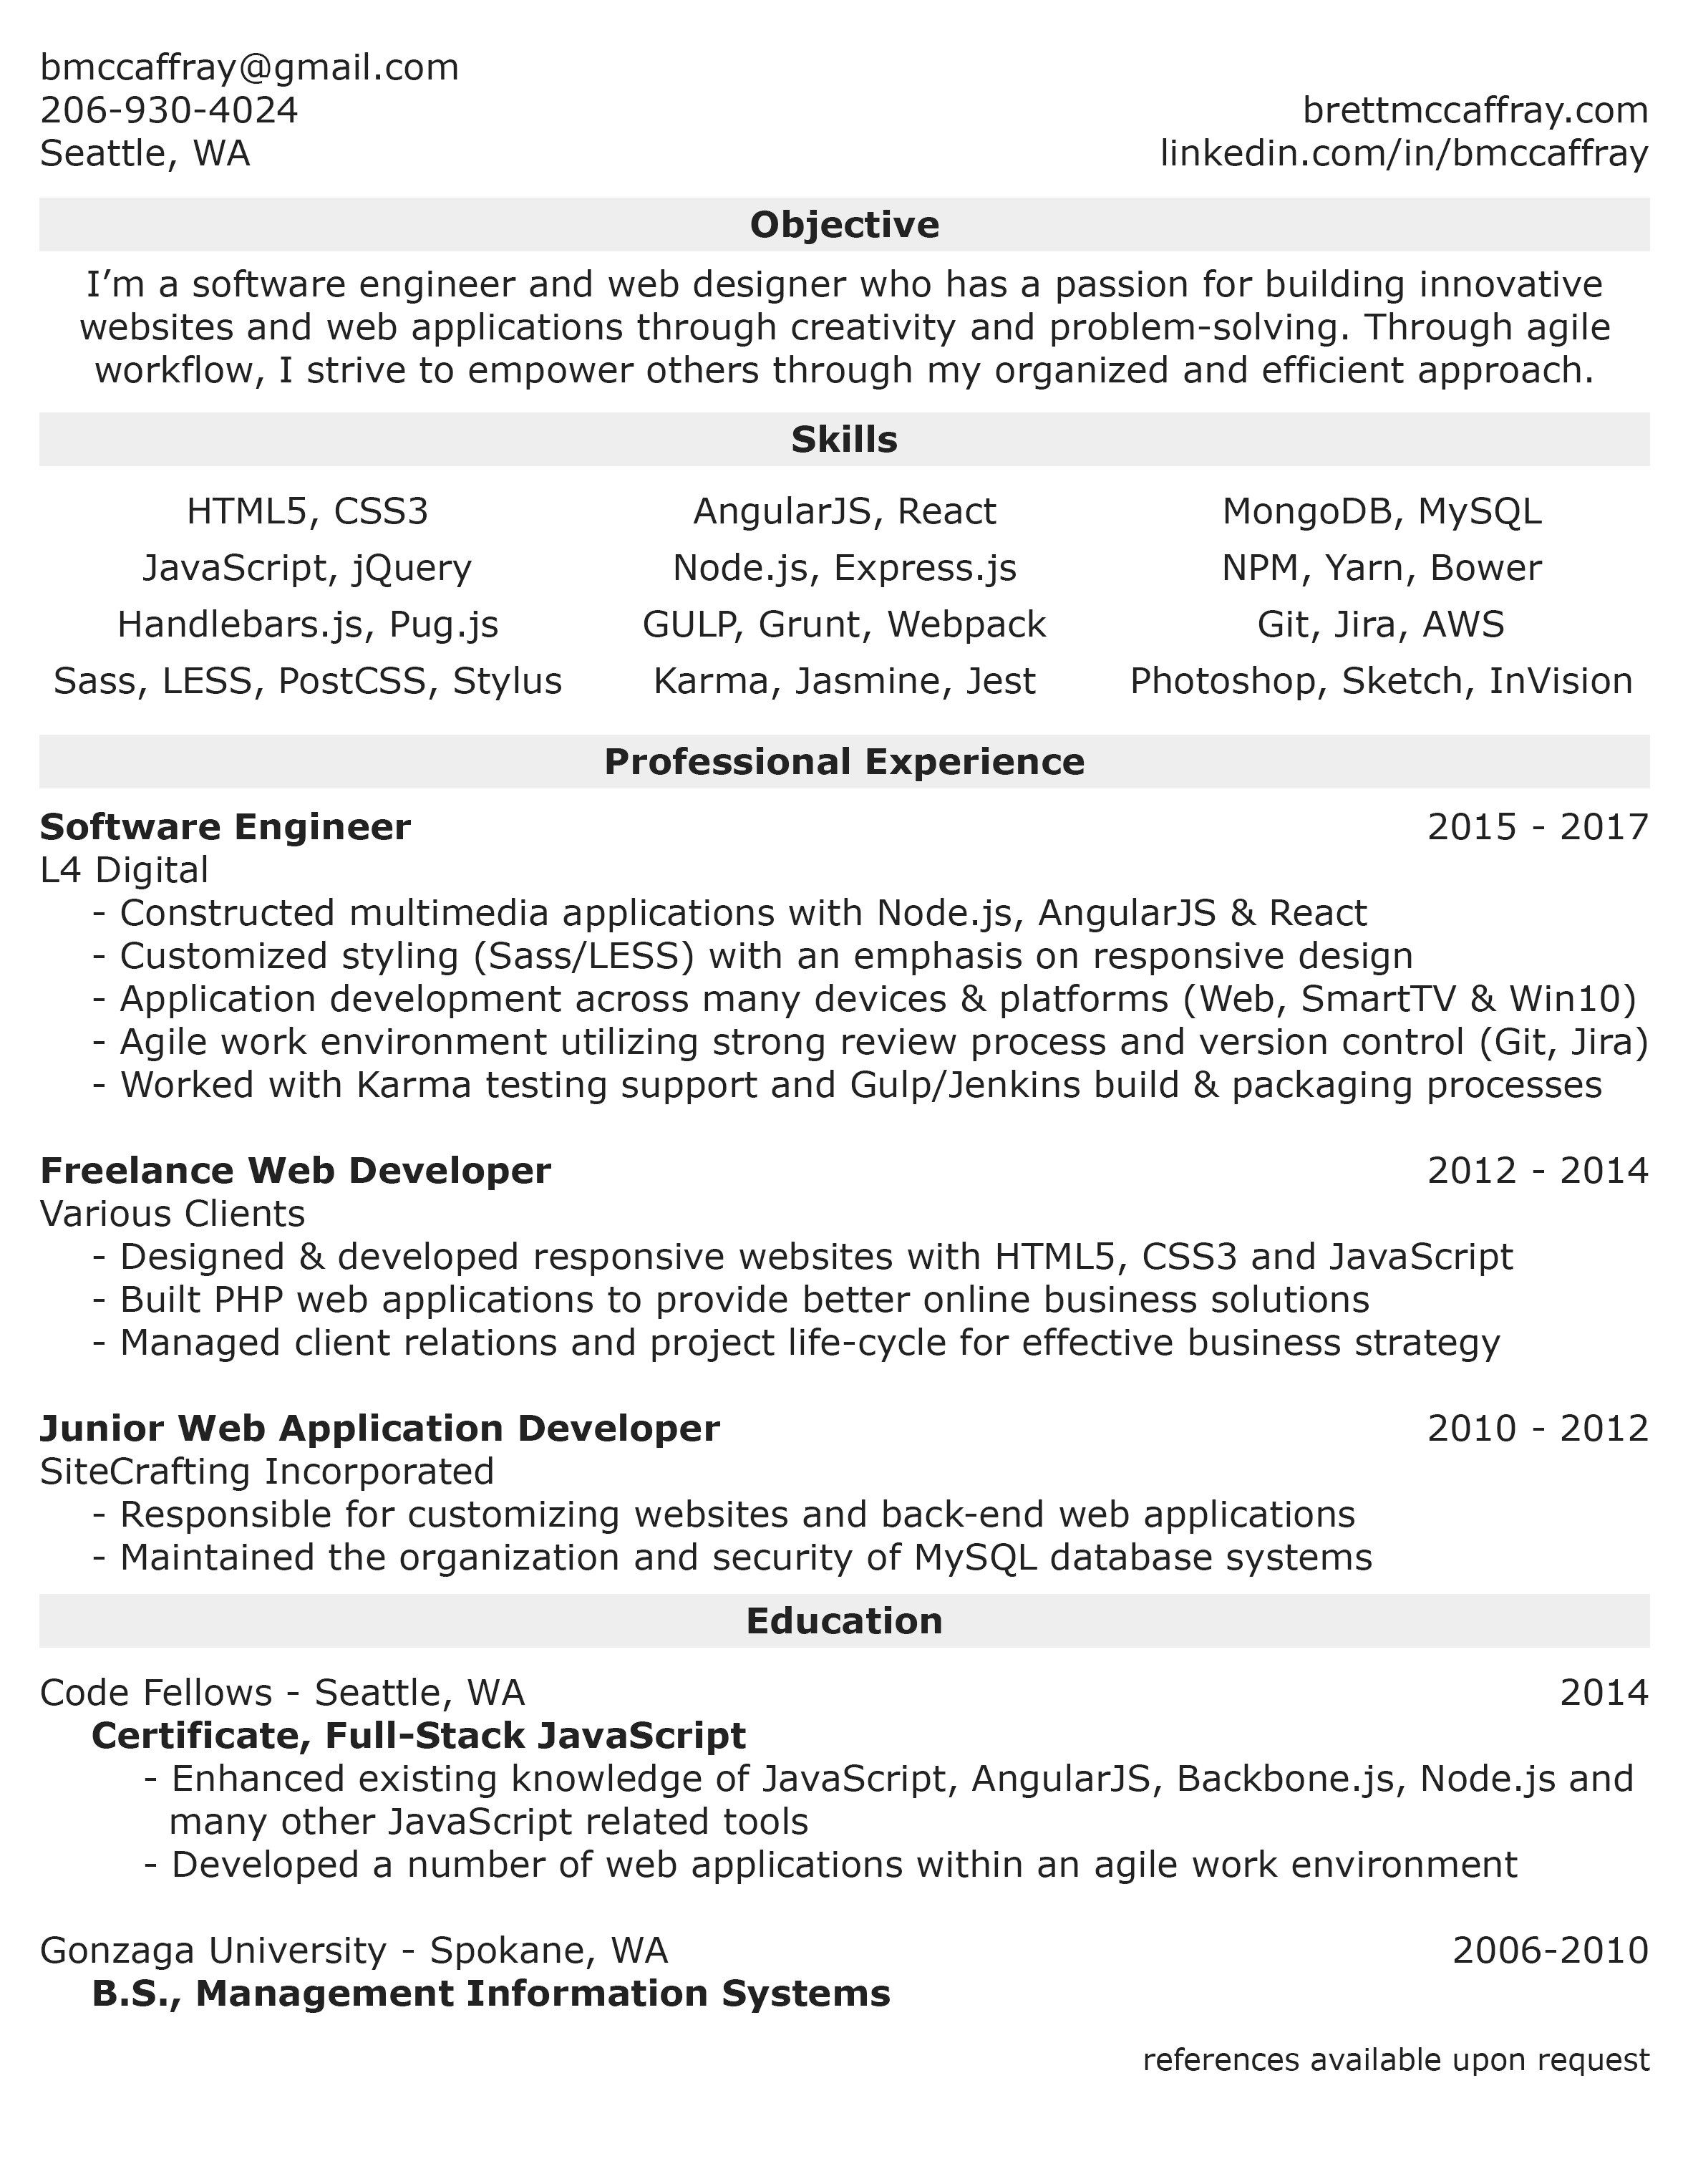 bmccaffray@gmail.com
206-930-4024
brettmccaffray.com
Seattle, WA
linkedin.com/in/bmccaffray
Objective
I’m a software engineer and web designer who has a passion for building innovative
websites and web applications through creativity and problem-solving. Through agile
workflow, I strive to empower others through my organized and efficient approach.
Skills
HTML5, CSS3
AngularJS, React
MongoDB, MySQL
JavaScript, jQuery
Node.js, Express.js
NPM, Yarn, Bower
Handlebars.js, Pug.js
GULP, Grunt, Webpack
Git, Jira, AWS
Sass, LESS, PostCSS, Stylus
Karma, Jasmine, Jest
Photoshop, Sketch, InVision
Professional Experience
Software Engineer 2015 - 2017
L4 Digital
- Constructed multimedia applications with Node.js, AngularJS & React
- Customized styling (Sass/LESS) with an emphasis on responsive design
- Application development across many devices & platforms (Web, SmartTV & Win10)
- Agile work environment utilizing strong review process and version control (Git, Jira)
- Worked with Karma testing support and Gulp/Jenkins build & packaging processes
Freelance Web Developer 2012 - 2014
Various Clients
- Designed & developed responsive websites with HTML5, CSS3 and JavaScript
- Built PHP web applications to provide better online business solutions
- Managed client relations and project life-cycle for effective business strategy
Junior Web Application Developer 2010 - 2012
SiteCrafting Incorporated
- Responsible for customizing websites and back-end web applications
- Maintained the organization and security of MySQL database systems
Education
Code Fellows - Seattle, WA 2014
Certificate, Full-Stack JavaScript
- Enhanced existing knowledge of JavaScript, AngularJS, Backbone.js, Node.js and
many other JavaScript related tools
- Developed a number of web applications within an agile work environment
Gonzaga University - Spokane, WA 2006-2010
B.S., Management Information Systems
references available upon request